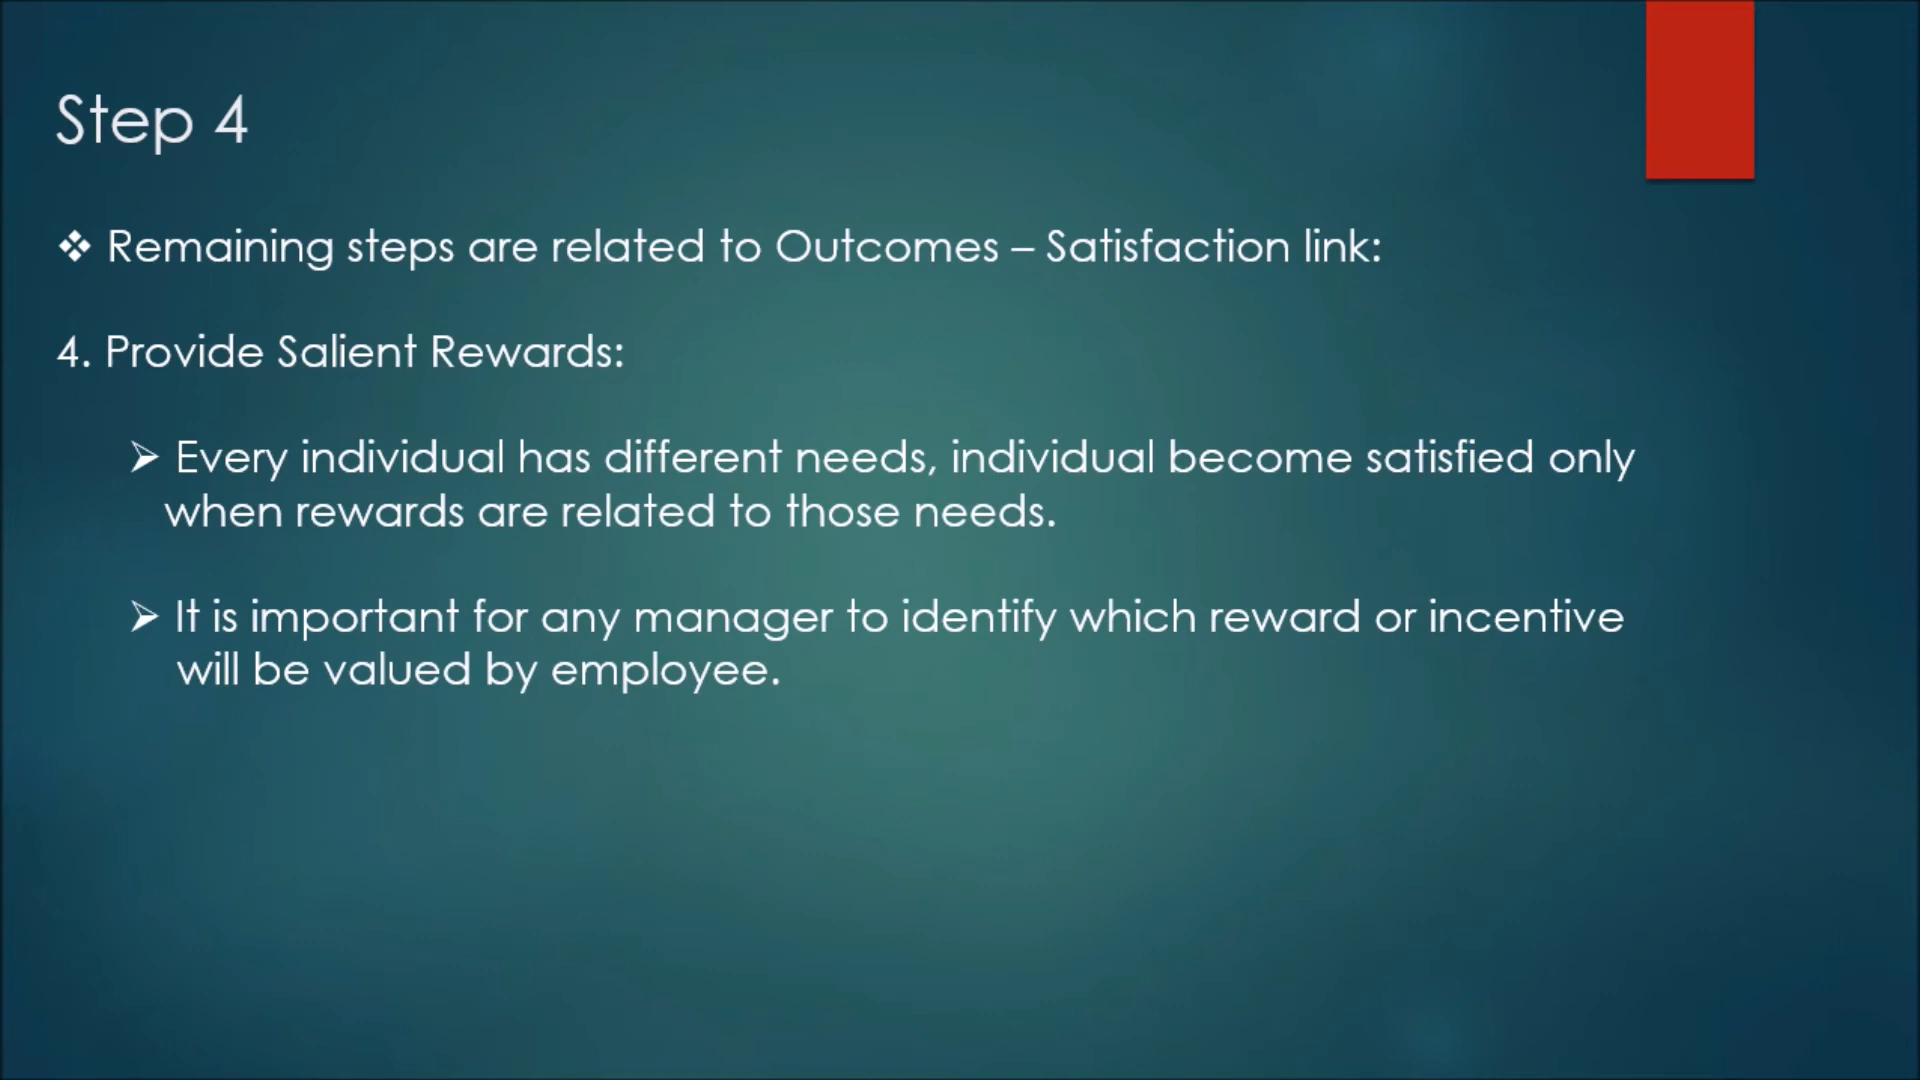 Step 4
❖ Remaining steps are related to Outcomes – Satisfaction link:
4. Provide Salient Rewards:
➢ Every individual has different needs, individual become satisfied only
when rewards are related to those needs.
➢ It is important for any manager to identify which reward or incentive
will be valued by employee.